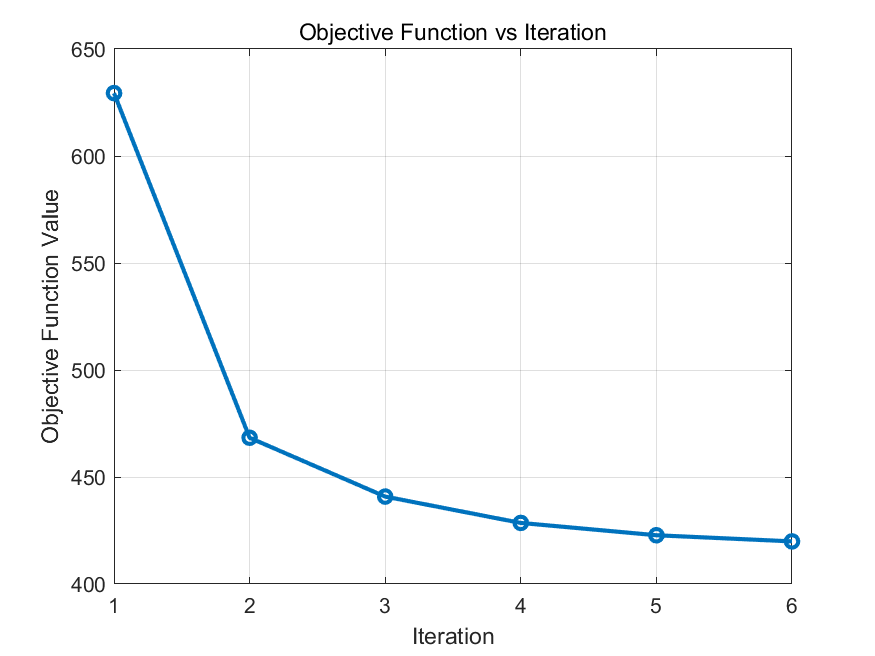 Objective Function vs Iteration
650
600
550
500
450
400
Objective Function Value
1 2 3 4 5 6
Iteration